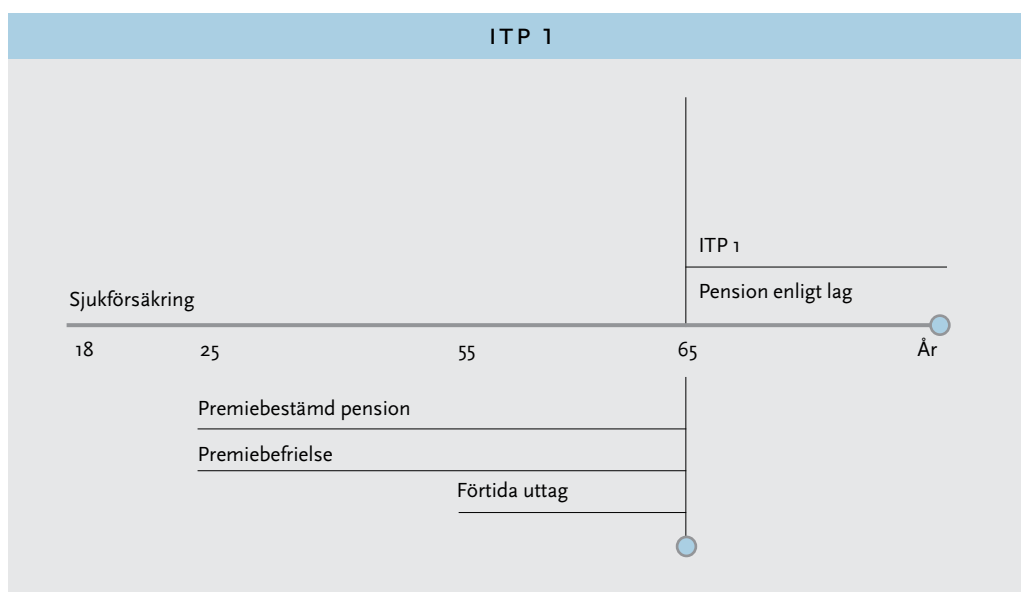 ITP 1
ITP 1
Pension enligt lag
Sjukförsäkring
18 25 55 65 År
Premiebestämd pension
Premiebefrielse
Förtida uttag